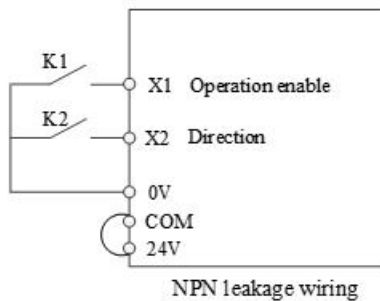 K1
X1 Operation enable
K2
X2 Direction
0V
COM
24V
NPN leakage wiring